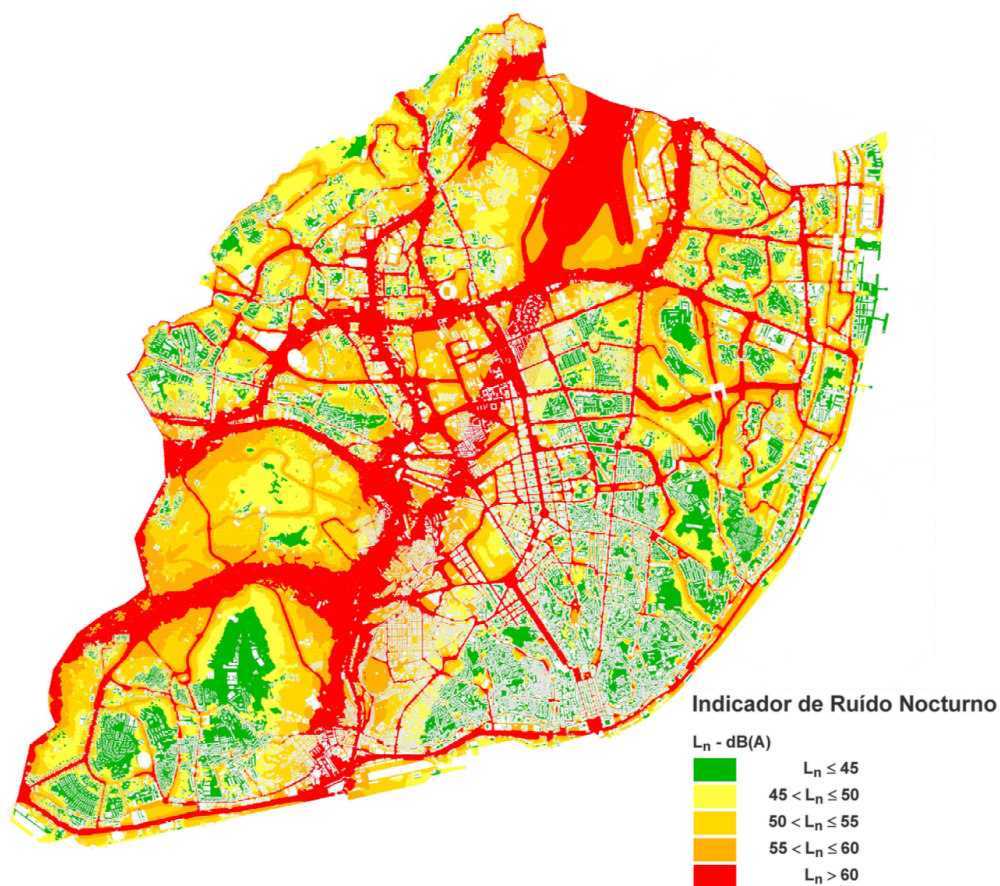 Indicador de Ruído Nocturno
Ln - dB(A)
Ln ≤ 45
45 < Ln ≤ 50
50 < Ln ≤ 55
55 < Ln ≤ 60
Ln > 60